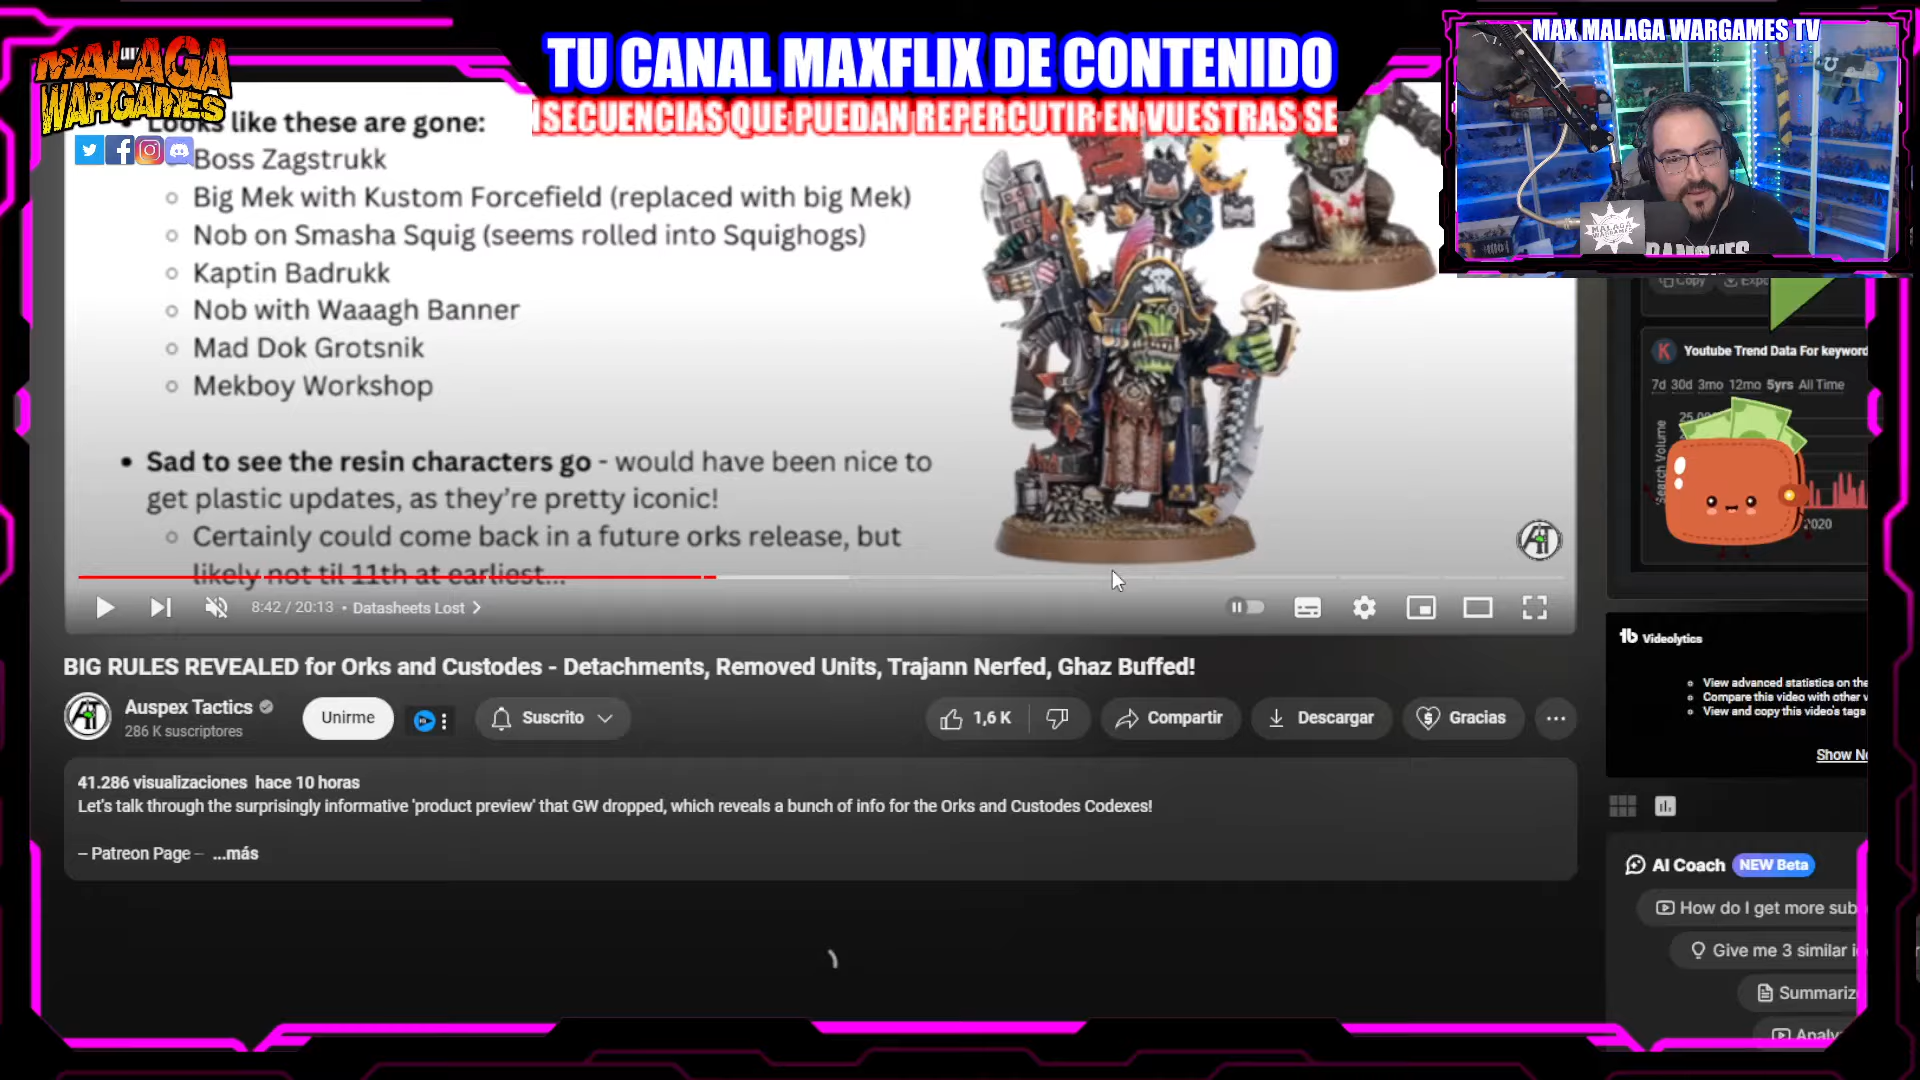 MALAGA
WARGAMES
TU CANAL MAXFLIX DE CONTENIDO
NSECUENCIAS QUE PUEDAN REPERCUTIR EN VUESTRAS SE
MAX MALAGA WARGAMES TV
MALAGA
WARGAMES
Looks like these are gone:
Boss Zagstrukk
Big Mek with Kustom Forcefield (replaced with big Mek)
Nob on Smasha Squig (seems rolled into Squighogs)
Kaptin Badrukk
Nob with Waaagh Banner
Mad Dok Grotsnik
Mekboy Workshop
Sad to see the resin characters go - would have been nice to
get plastic updates, as they're pretty iconic!
Certainly could come back in a future orks release, but
likely not til 11th at earliest...
8:42 / 20:13 • Datasheets Lost
BIG RULES REVEALED for Orks and Custodes - Detachments, Removed Units, Trajann Nerfed, Ghaz Buffed!
Auspex Tactics
286 K suscriptores
Unirme
Suscrito
1,6 K
Compartir
Descargar
Gracias
41.286 visualizaciones hace 10 horas
Let's talk through the surprisingly informative 'product preview' that GW dropped, which reveals a bunch of info for the Orks and Custodes Codexes!
– Patreon Page – ...más
Copy
Expo
K Youtube Trend Data For keyword
7d 30d 3mo 12mo 5yrs All Time
Search Volume
2020
tb Videolytics
View advanced statistics on the
Compare this video with other v
View and copy this video's tags
Show N
AI Coach NEW Beta
How do I get more sub
Give me 3 similar i
Summariz
Analy